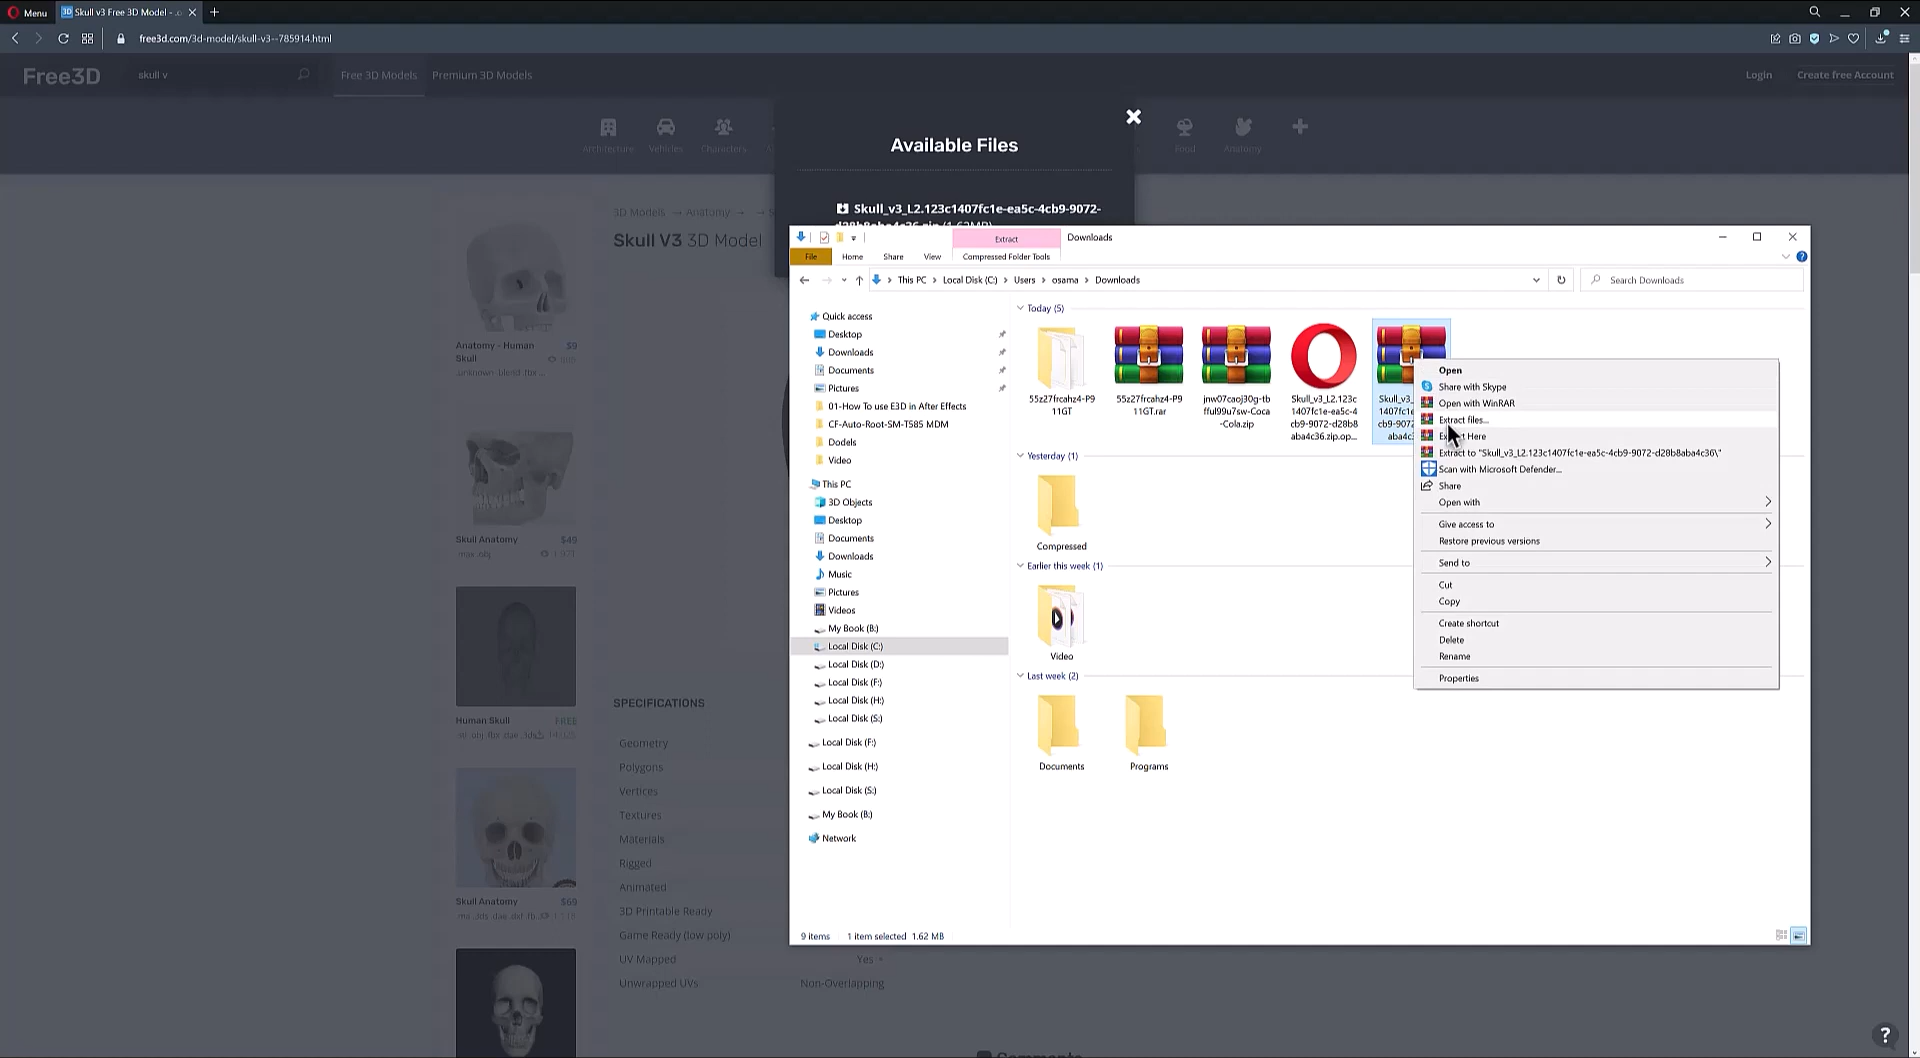 Menu
Skull v3 Free 3D Model -
free3d.com/3d-model/skull-v3--785914.html
Free3D
skull v
Free 3D Models
Premium 3D Models
Login
Create free Account
Architecture
Vehicles
Characters
Food
Anatomy
Available Files
Skull_v3_L2.123c1407fc1e-ea5c-4cb9-9072-
d28b8aba4c36.zip (1.62MB)
3D Models → Anatomy →
Skull V3 3D Model
Anatomy - Human
Skull
$9
Skull Anatomy
$49
Human Skull
FREE
Skull Anatomy
$69
SPECIFICATIONS
Geometry
Polygons
Vertices
Textures
Materials
Rigged
Animated
3D Printable Ready
Game Ready (low poly)
UV Mapped
Yes
Unwrapped UVs
Non-Overlapping
Comments
Extract
Downloads
File
Home
Share
View
Compressed Folder Tools
This PC
Local Disk (C:)
Users
osama
Downloads
Search Downloads
Quick access
Desktop
Downloads
Documents
Pictures
01-How To use E3D in After Effects
CF-Auto-Root-SM-T585 MDM
Dodels
Video
This PC
3D Objects
Desktop
Documents
Downloads
Music
Pictures
Videos
My Book (B:)
Local Disk (C:)
Local Disk (D:)
Local Disk (F:)
Local Disk (H:)
Local Disk (S:)
Local Disk (F:)
Local Disk (H:)
Local Disk (S:)
My Book (B:)
Network
Today (5)
55z27frcahz4-P9
11GT
55z27frcahz4-P9
11GT.rar
jnw07caoj30g-tb
fful99u7sw-Coca
-Cola.zip
Skull_v3_L2.123c
1407fc1e-ea5c-4
cb9-9072-d28b8
aba4c36.zip.op...
Skull_v3_
1407fc1e
cb9-9072
aba4c
Yesterday (1)
Compressed
Earlier this week (1)
Video
Last week (2)
Documents
Programs
Open
Share with Skype
Open with WinRAR
Extract files...
Extract Here
Extract to "Skull_v3_L2.123c1407fc1e-ea5c-4cb9-9072-d28b8aba4c36\"
Scan with Microsoft Defender...
Share
Open with
Give access to
Restore previous versions
Send to
Cut
Copy
Create shortcut
Delete
Rename
Properties
9 items
1 item selected 1.62 MB